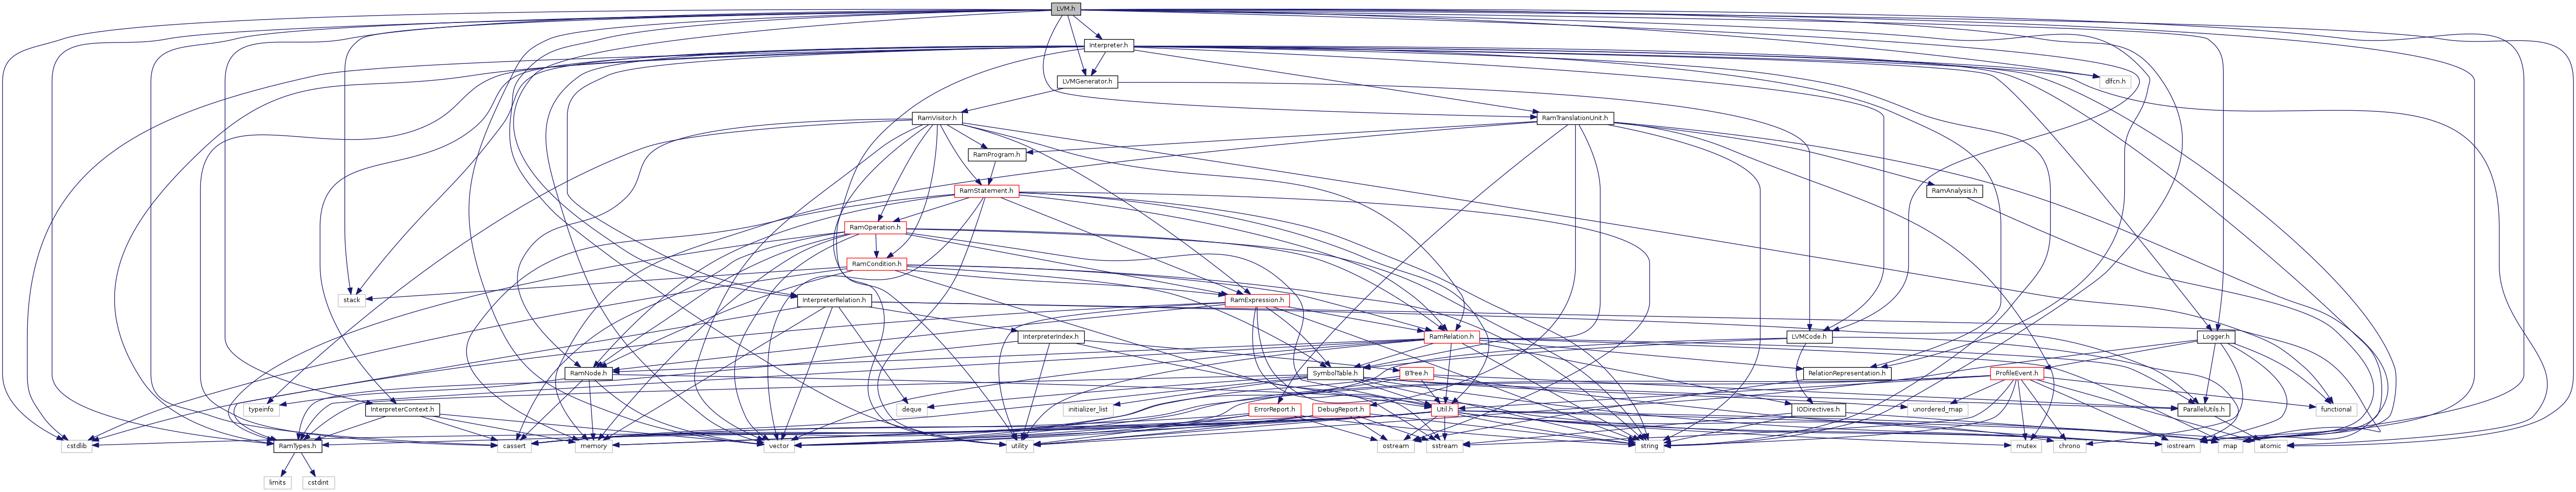 LVM.h
Interpreter.h
LVMGenerator.h
dlfcn.h
RamVisitor.h
RamTranslationUnit.h
RamProgram.h
RamStatement.h
RamAnalysis.h
RamOperation.h
RamCondition.h
stack
InterpreterRelation.h
RamExpression.h
InterpreterIndex.h
RamRelation.h
LVMCode.h
Logger.h
RamNode.h
SymbolTable.h
BTree.h
RelationRepresentation.h
ProfileEvent.h
typeinfo
InterpreterContext.h
deque
initializer_list
ErrorReport.h
DebugReport.h
Util.h
IODirectives.h
unordered_map
ParallelUtils.h
functional
cstdlib
RamTypes.h
cassert
memory
vector
utility
ostream
sstream
string
mutex
chrono
iostream
map
atomic
limits
cstdint